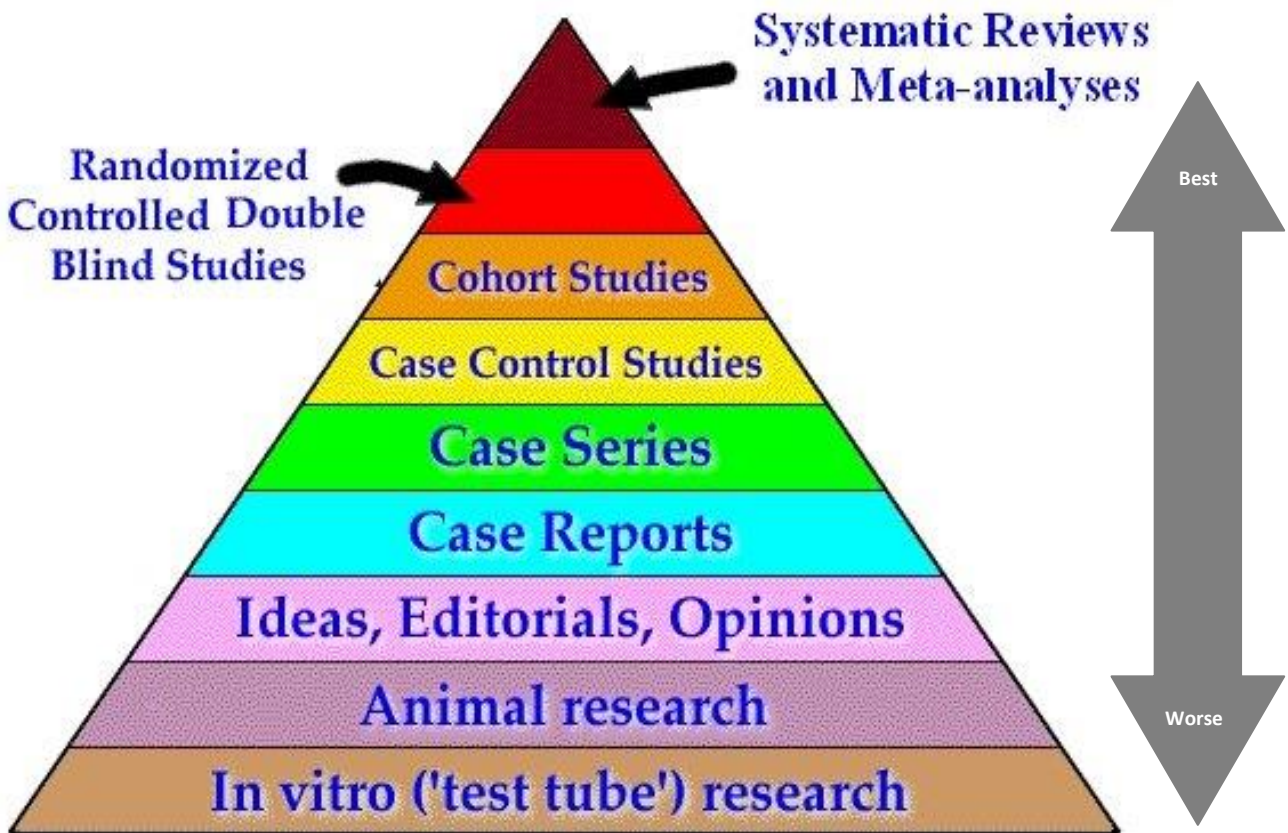 Systematic Reviews
and Meta-analyses
Best
Randomized
Controlled Double
Blind Studies
Cohort Studies
Case Control Studies
Case Series
Case Reports
Ideas, Editorials, Opinions
Animal research
Worse
In vitro ('test tube') research